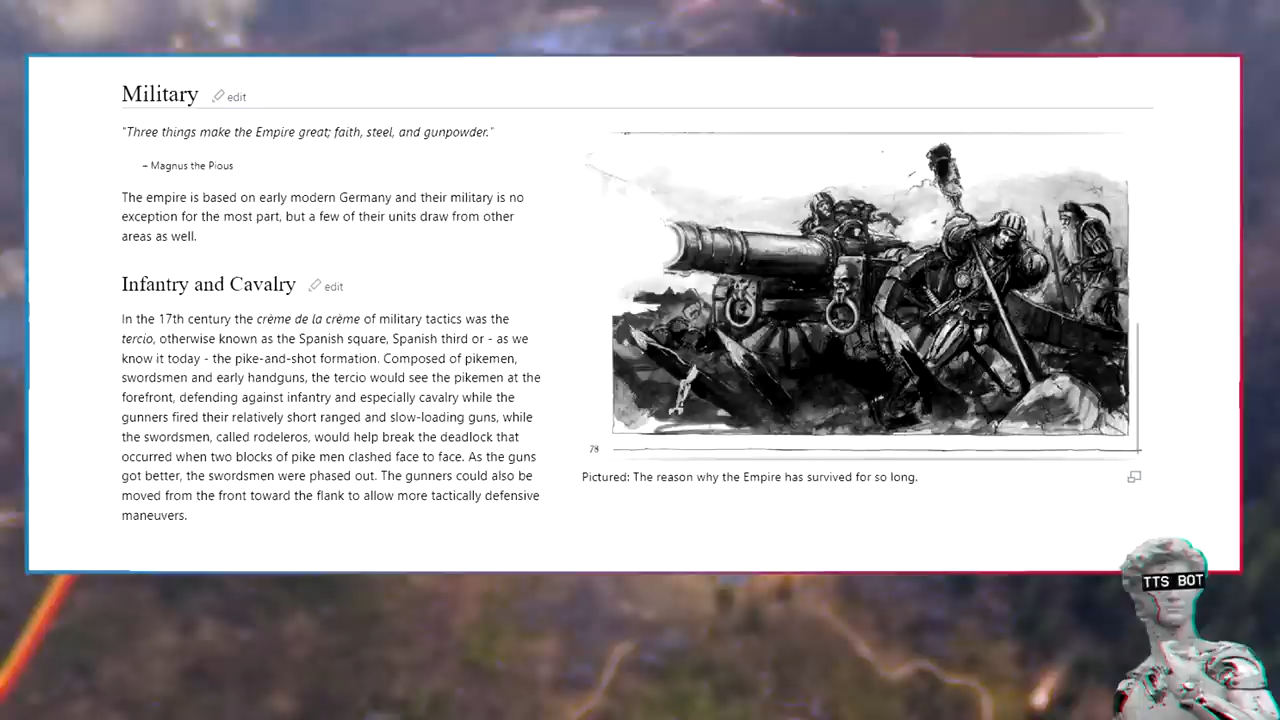 Military edit
"Three things make the Empire great; faith, steel, and gunpowder."
– Magnus the Pious
The empire is based on early modern Germany and their military is no
exception for the most part, but a few of their units draw from other
areas as well.
Infantry and Cavalry edit
In the 17th century the crème de la crème of military tactics was the
tercio, otherwise known as the Spanish square, Spanish third or - as we
know it today - the pike-and-shot formation. Composed of pikemen,
swordsmen and early handguns, the tercio would see the pikemen at the
forefront, defending against infantry and especially cavalry while the
gunners fired their relatively short ranged and slow-loading guns, while
the swordsmen, called rodeleros, would help break the deadlock that
occurred when two blocks of pike men clashed face to face. As the guns
got better, the swordsmen were phased out. The gunners could also be
moved from the front toward the flank to allow more tactically defensive
maneuvers.
78
Pictured: The reason why the Empire has survived for so long.
TTS BOT